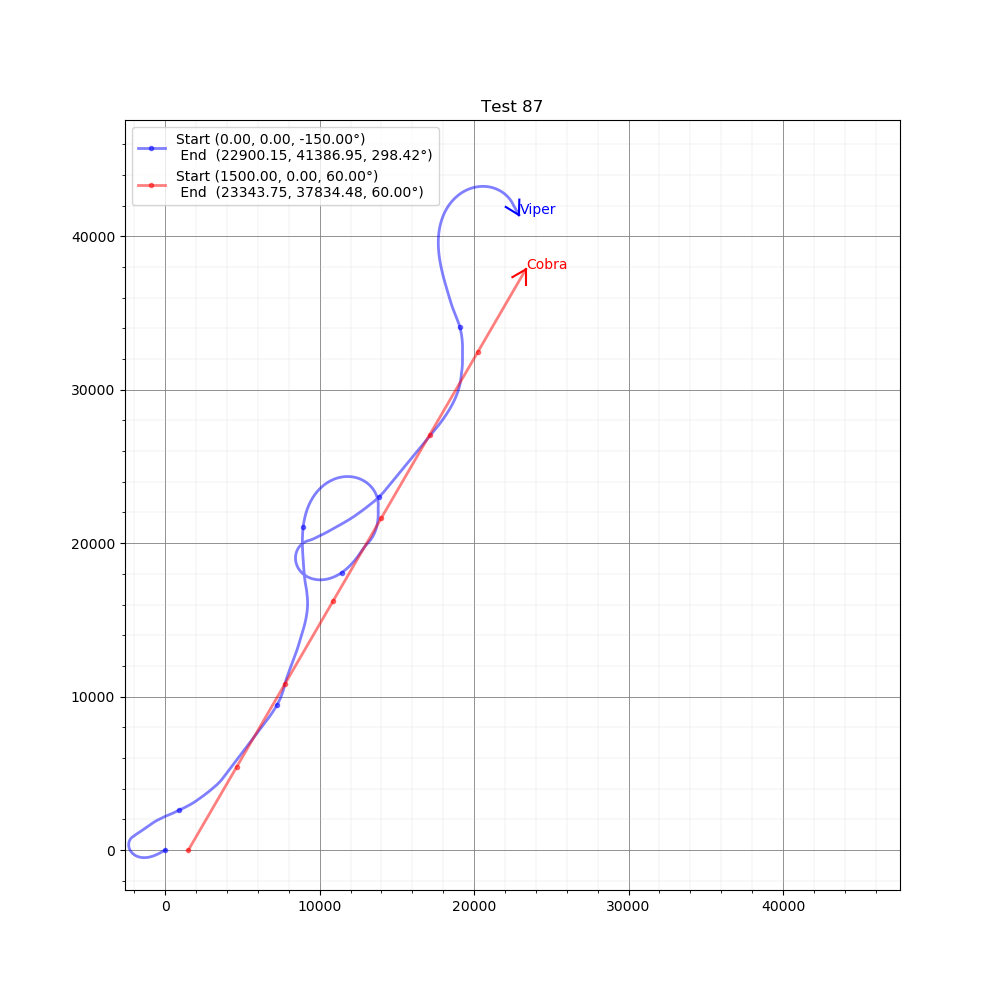 Test 87
Start (0.00, 0.00, -150.00°)
End  (22900.15, 41386.95, 298.42°)
Start (1500.00, 0.00, 60.00°)
End  (23343.75, 37834.48, 60.00°)
Viper
Cobra
40000
30000
20000
10000
0
0 10000 20000 30000 40000